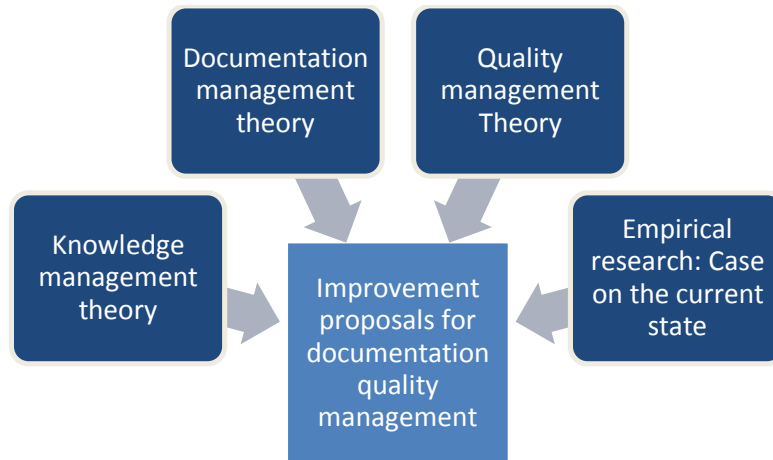 Documentation
management
theory
Quality
management
Theory
Knowledge
management
theory
Empirical
research: Case
on the current
state
Improvement
proposals for
documentation
quality
management